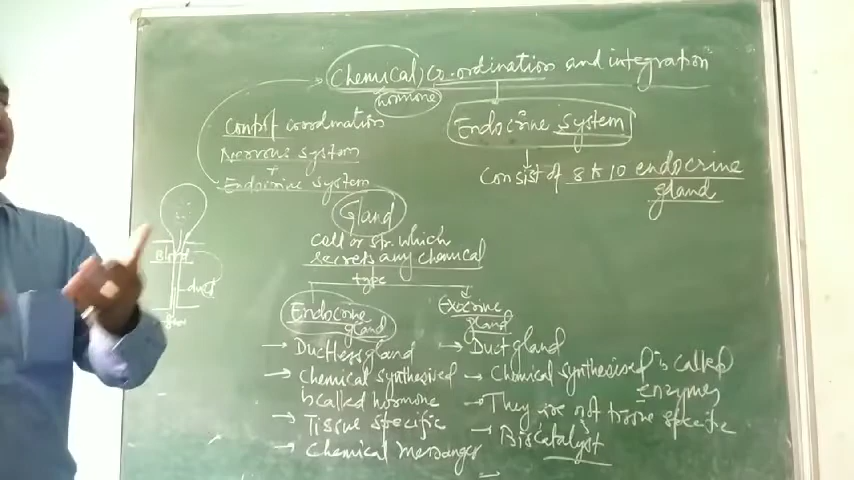 Chemical Co-ordination and integration
hormone
Endocrine System
Consist of 8 to 10 endocrine
gland
coordination
Nervous system
+
Endocrine system
Gland
Cell or str. which
secrets any chemical
type
Blood
duct
Endocrine
gland
→ Ductless gland
→ Chemical synthesised
is called hormone
→ Tissue specific
→ Chemical messanger
Exocrine
gland
→ Duct gland
→ Chemical synthesised is called
enzymes
→ They are not tissue specific
→ Biocatalyst